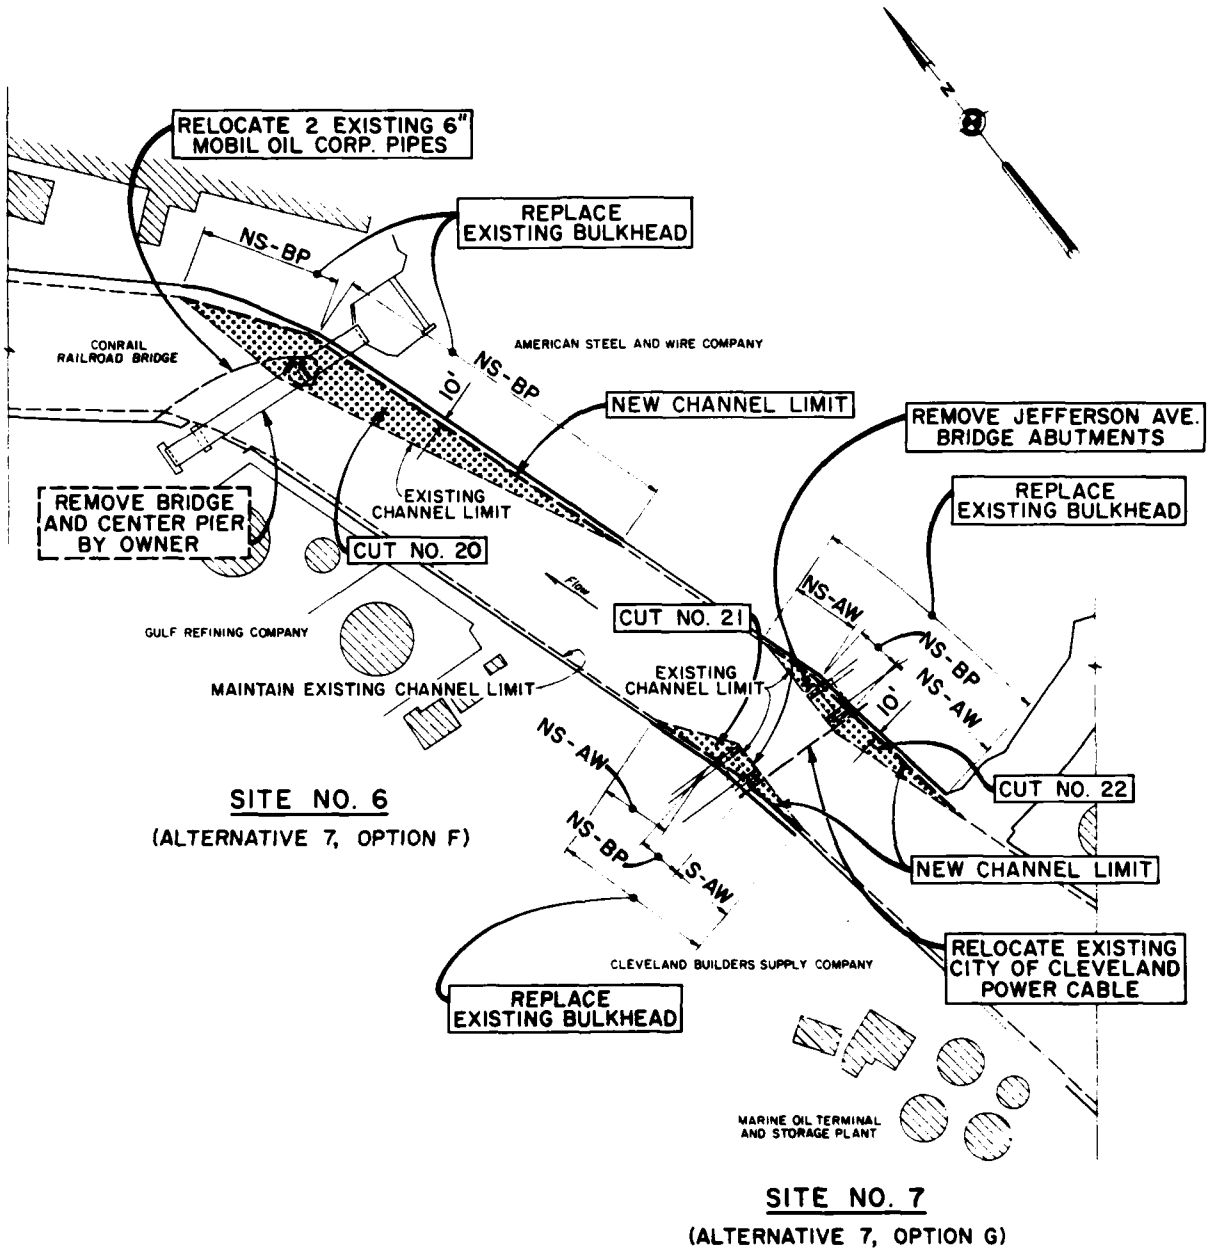 N
RELOCATE 2 EXISTING 6"
MOBIL OIL CORP. PIPES
REPLACE
EXISTING BULKHEAD
NS-BP
CONRAIL
RAILROAD BRIDGE
AMERICAN STEEL AND WIRE COMPANY
NS-BP
10'
NEW CHANNEL LIMIT
REMOVE JEFFERSON AVE.
BRIDGE ABUTMENTS
REPLACE
EXISTING BULKHEAD
REMOVE BRIDGE
AND CENTER PIER
BY OWNER
EXISTING
CHANNEL LIMIT
CUT NO. 20
Flow
GULF REFINING COMPANY
CUT NO. 21
NS-AW
NS-BP
NS-AW
10'
MAINTAIN EXISTING CHANNEL LIMIT
EXISTING
CHANNEL LIMIT
NS-AW
CUT NO. 22
SITE NO. 6
(ALTERNATIVE 7, OPTION F)
NS-BP
S-AW
NEW CHANNEL LIMIT
CLEVELAND BUILDERS SUPPLY COMPANY
RELOCATE EXISTING
CITY OF CLEVELAND
POWER CABLE
REPLACE
EXISTING BULKHEAD
MARINE OIL TERMINAL
AND STORAGE PLANT
SITE NO. 7
(ALTERNATIVE 7, OPTION G)